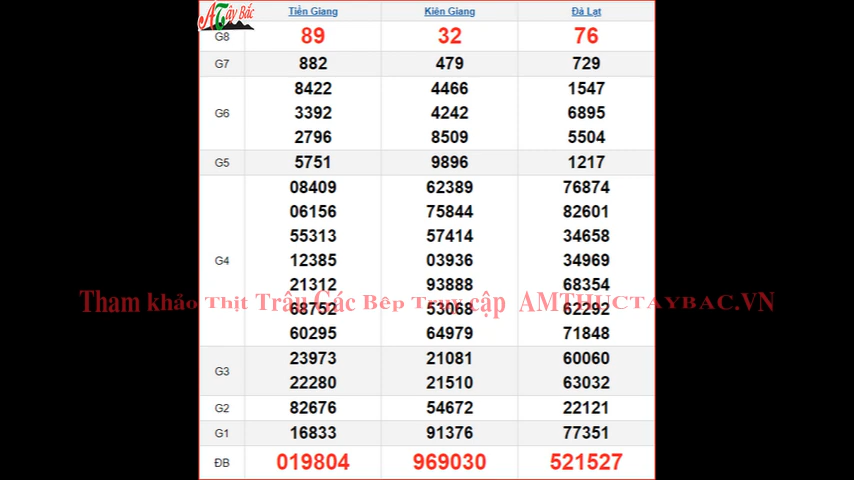 ATây Bắc
Tiền Giang Kiên Giang Đà Lạt
G8 89 32 76
G7 882 479 729
8422 4466 1547
G6 3392 4242 6895
2796 8509 5504
G5 5751 9896 1217
08409 62389 76874
06156 75844 82601
55313 57414 34658
G4 12385 03936 34969
21312 93888 68354
Tham khảo Thịt Trâu Gác Bếp Truy cập AMTHUCTAYBAC.VN
68752 53068 62292
60295 64979 71848
G3 23973 21081 60060
22280 21510 63032
G2 82676 54672 22121
G1 16833 91376 77351
ĐB 019804 969030 521527